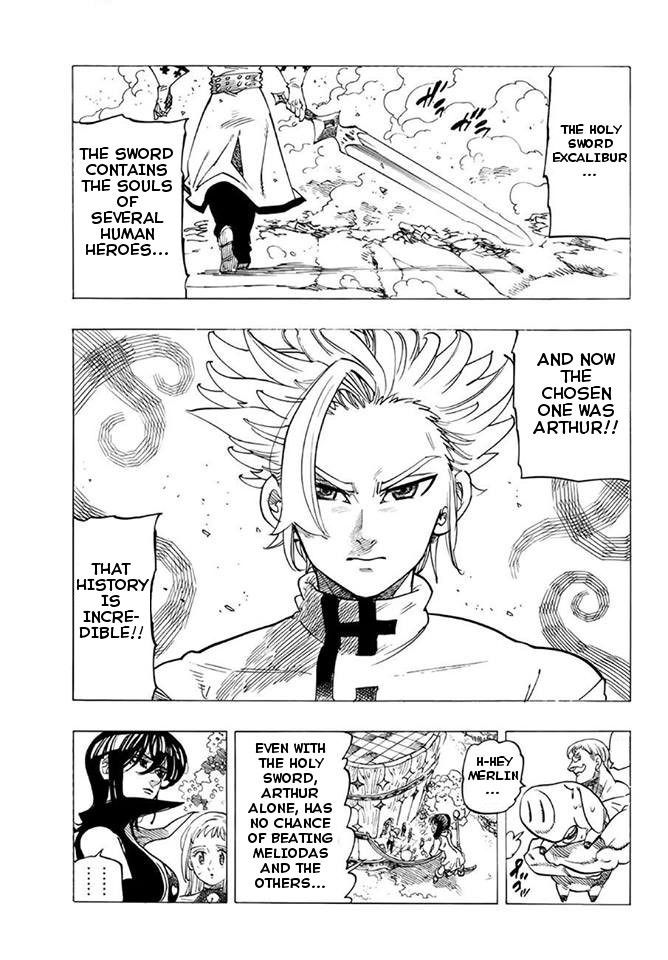 THE HOLY
SWORD
EXCALIBUR
...
THE SWORD
CONTAINS
THE SOULS
OF
SEVERAL
HUMAN
HEROES...
AND NOW
THE
CHOSEN
ONE WAS
ARTHUR!!
THAT
HISTORY
IS
INCRE-
DIBLE!!
H-HEY
MERLIN
...
EVEN WITH
THE HOLY
SWORD,
ARTHUR
ALONE, HAS
NO CHANCE
OF BEATING
MELIODAS
AND THE
OTHERS...
......